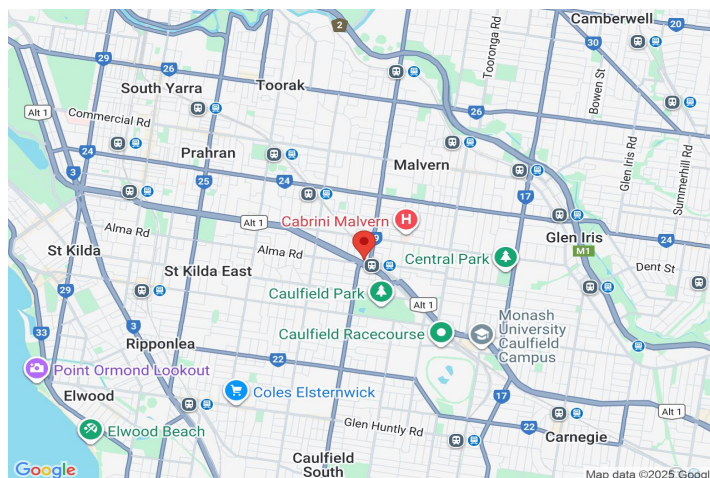 Camberwell
20
2
Tooronga Rd
30
29
26
South Yarra
Toorak
Bowen St
Alt 1
Commercial Rd
26
Glen Iris Rd
Summerhill Rd
24
Prahran
3
25
24
Malvern
17
Alma Rd
Alt 1
Cabrini Malvern
H
Glen Iris
24
M1
St Kilda
Alma Rd
Central Park
Dent St
St Kilda East
29
Caulfield Park
Alt 1
Monash
University
Caulfield
Campus
33
3
Caulfield Racecourse
Ripponlea
22
Point Ormond Lookout
Elwood
Coles Elsternwick
17
Alt 1
Elwood Beach
Glen Huntly Rd
22
Carnegie
Caulfield
South
Google
Map data ©2025 Googl